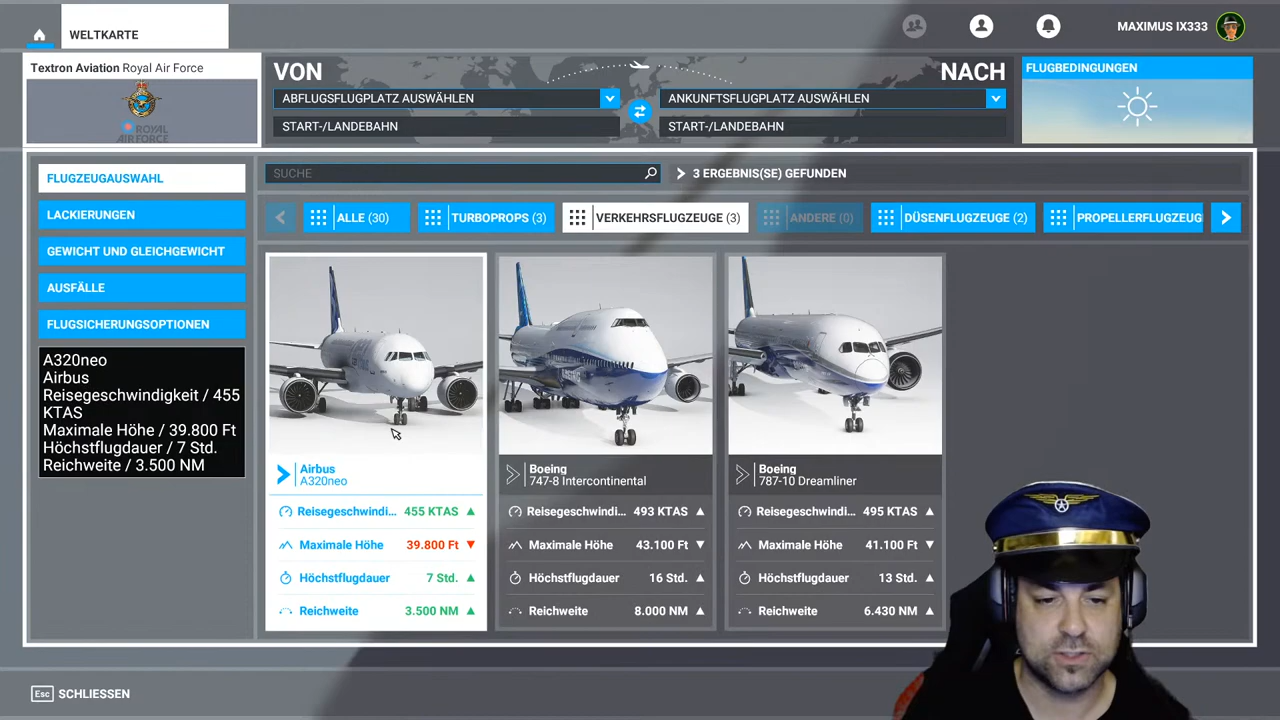 WELTKARTE
MAXIMUS IX333
Textron Aviation Royal Air Force
ROYAL
AIR FORCE
VON
NACH
ABFLUGSFLUGPLATZ AUSWÄHLEN
ANKUNFTSFLUGPLATZ AUSWÄHLEN
START-/LANDEBAHN
START-/LANDEBAHN
FLUGBEDINGUNGEN
FLUGZEUGAUSWAHL
LACKIERUNGEN
GEWICHT UND GLEICHGEWICHT
AUSFÄLLE
FLUGSICHERUNGSOPTIONEN
A320neo
Airbus
Reisegeschwindigkeit / 455
KTAS
Maximale Höhe / 39.800 Ft
Höchstflugdauer / 7 Std.
Reichweite / 3.500 NM
SUCHE
3 ERGEBNIS(SE) GEFUNDEN
ALLE (30)
TURBOPROPS (3)
VERKEHRSFLUGZEUGE (3)
ANDERE (0)
DÜSENFLUGZEUGE (2)
PROPELLERFLUGZEUG
Airbus
A320neo
Reisegeschwindi... 455 KTAS
Maximale Höhe 39.800 Ft
Höchstflugdauer 7 Std.
Reichweite 3.500 NM
Boeing
747-8 Intercontinental
Reisegeschwindi... 493 KTAS
Maximale Höhe 43.100 Ft
Höchstflugdauer 16 Std.
Reichweite 8.000 NM
Boeing
787-10 Dreamliner
Reisegeschwindi... 495 KTAS
Maximale Höhe 41.100 Ft
Höchstflugdauer 13 Std.
Reichweite 6.430 NM
Esc SCHLIESSEN